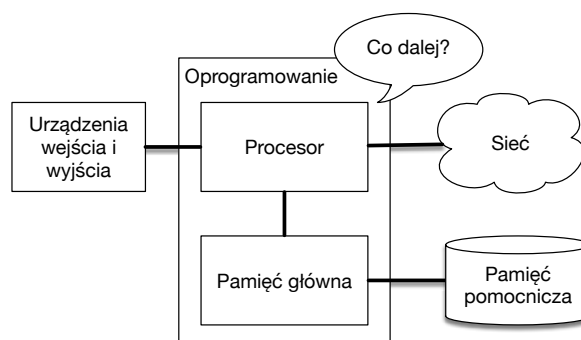 Co dalej?
Oprogramowanie
Urządzenia
wejścia i
wyjścia
Procesor
Sieć
Pamięć główna
Pamięć
pomocnicza